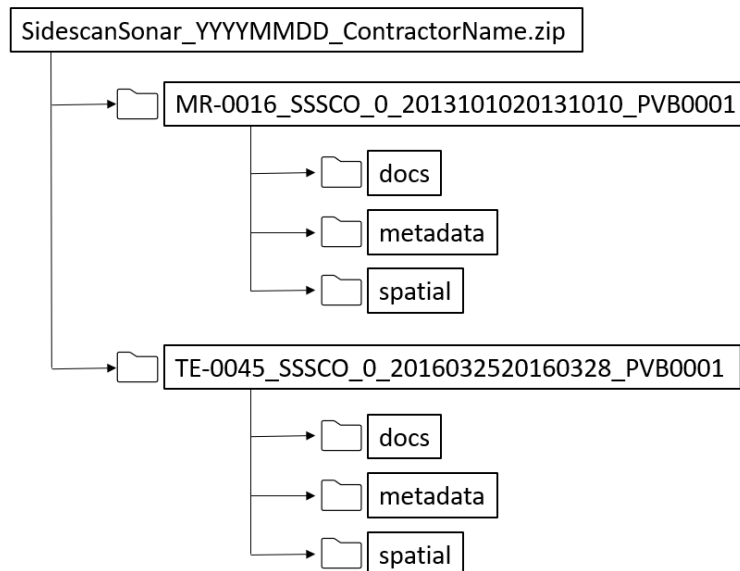 SidescanSonar_YYYYMMDD_ContractorName.zip
MR-0016_SSSCO_0_2013101020131010_PVB0001
docs
metadata
spatial
TE-0045_SSSCO_0_2016032520160328_PVB0001
docs
metadata
spatial